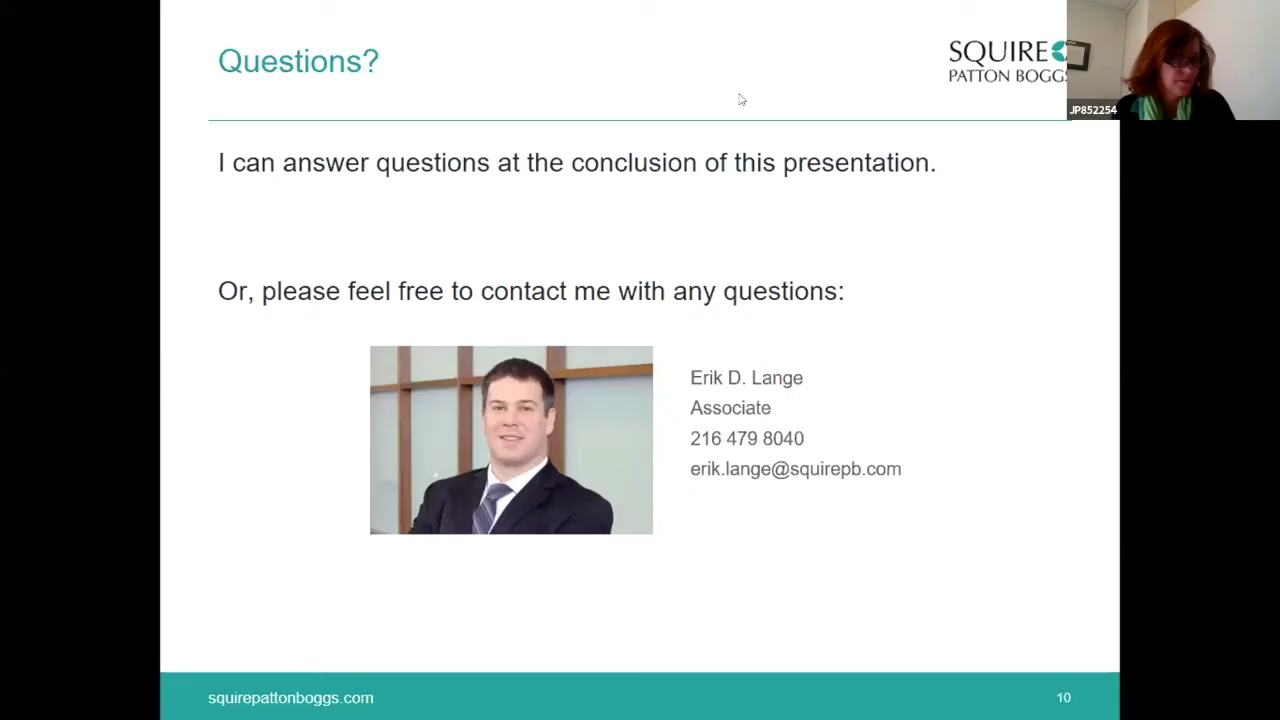 Questions?
SQUIRE
PATTON BOGGS
JP852254
I can answer questions at the conclusion of this presentation.
Or, please feel free to contact me with any questions:
Erik D. Lange
Associate
216 479 8040
erik.lange@squirepb.com
squirepattonboggs.com
10